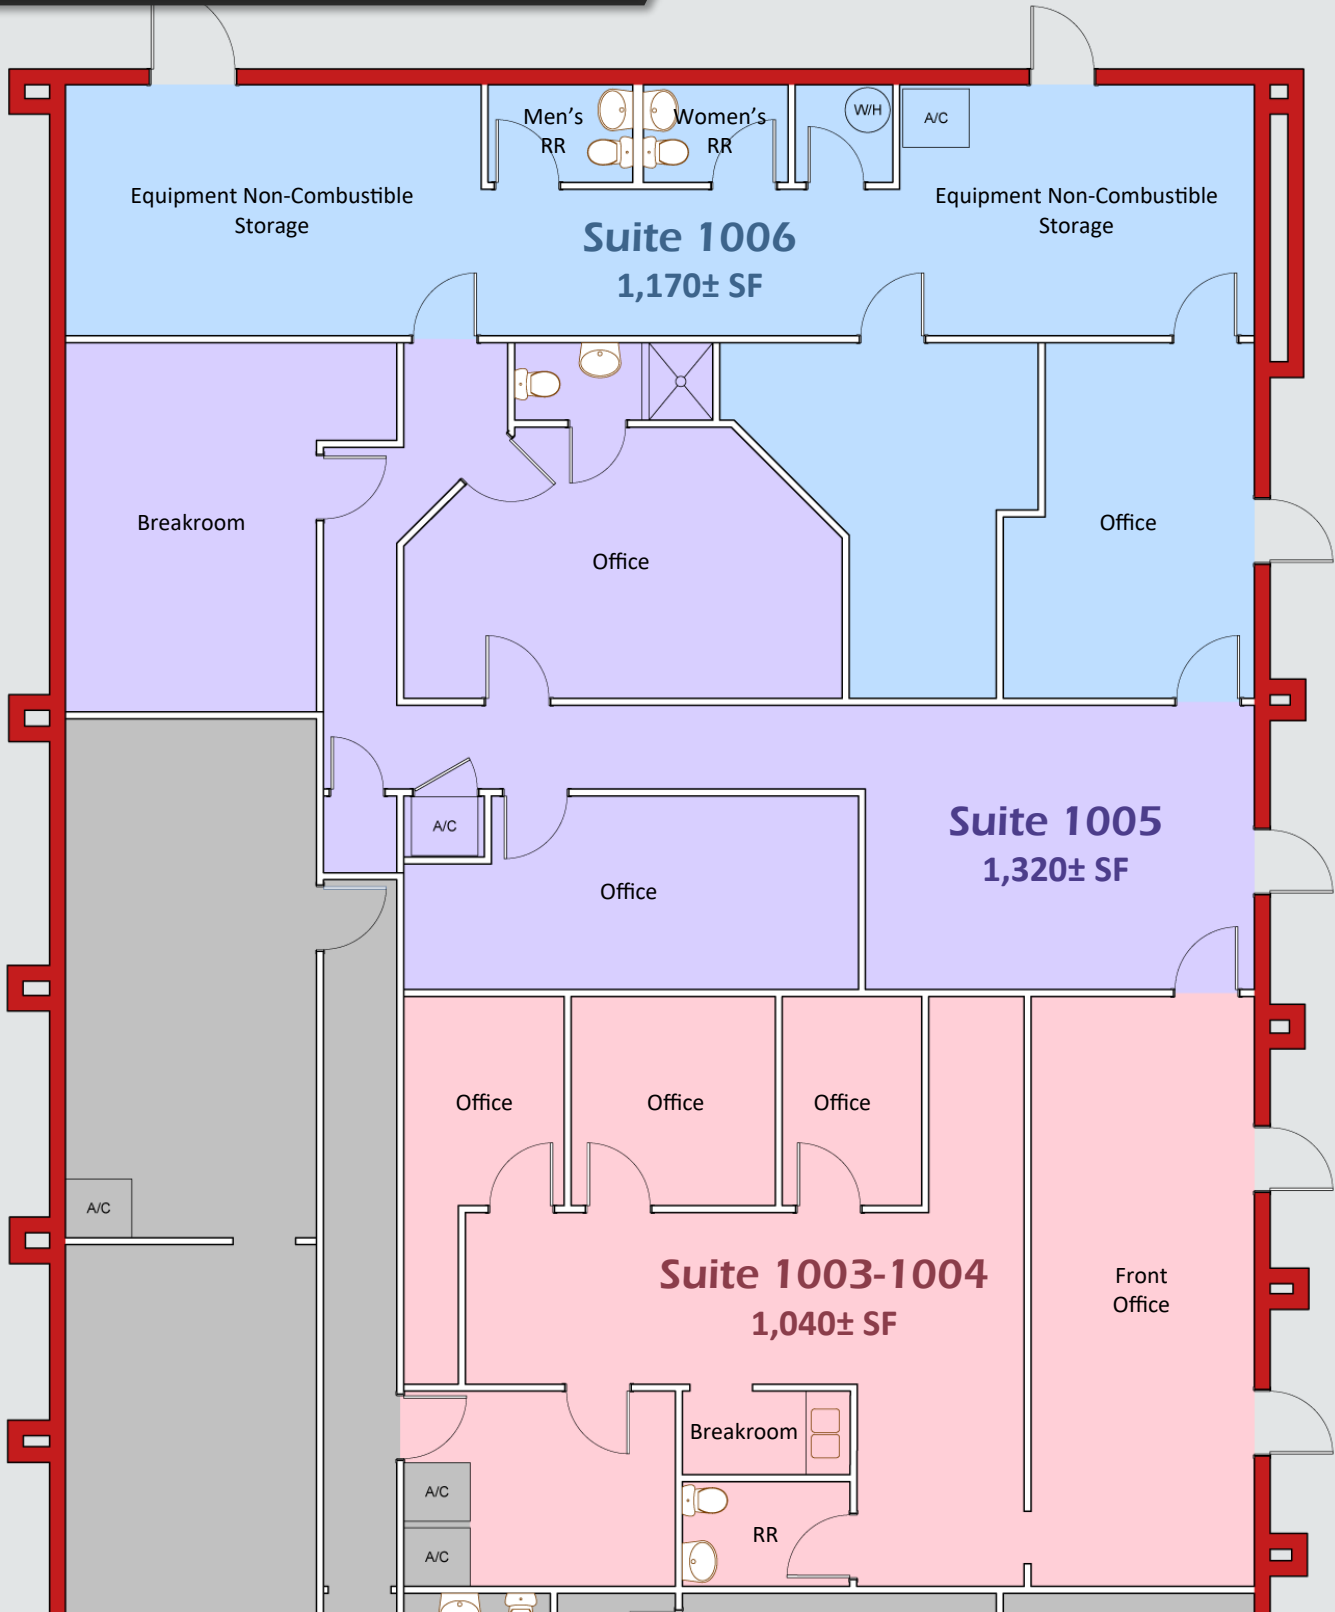 Men's
RR
Women's
RR
W/H
A/C
Equipment Non-Combustible
Storage
Suite 1006
1,170± SF
Equipment Non-Combustible
Storage
Breakroom
Office
Office
A/C
Office
Suite 1005
1,320± SF
Office
Office
Office
A/C
Suite 1003-1004
1,040± SF
Front
Office
Breakroom
A/C
RR
A/C